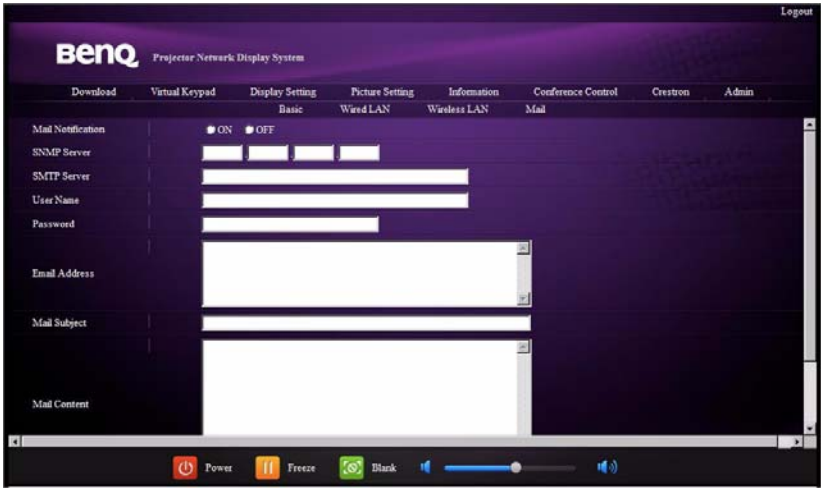 Logout
BenQ Projector Network Display System
Download Virtual Keypad Display Setting Picture Setting Information Conference Control Crestron Admin
Basic Wired LAN Wireless LAN Mail
Mail Notification ON OFF
SNMP Server . . .
SMTP Server
User Name
Password
Email Address
Mail Subject
Mail Content
Power Freeze Blank